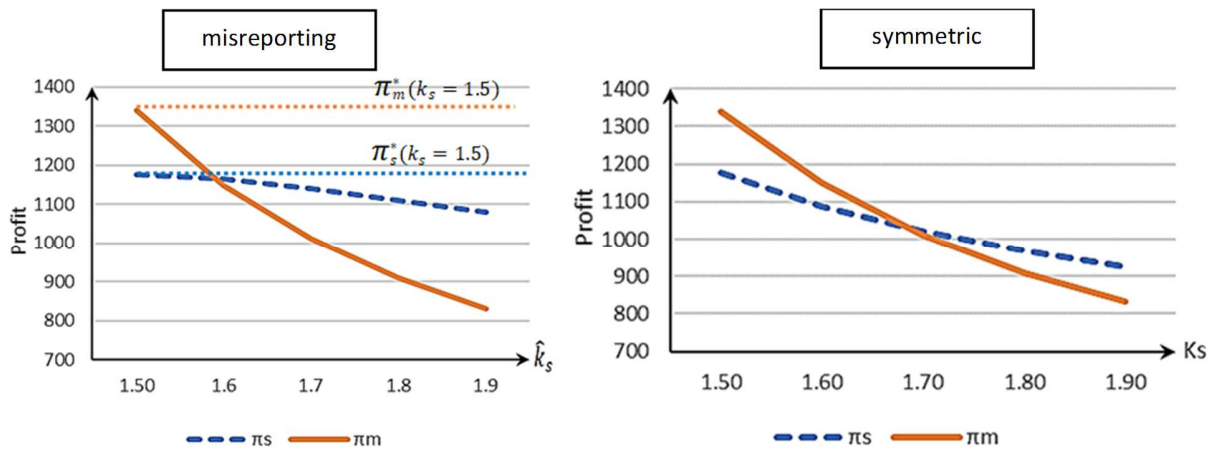 misreporting
1400
1300
1200
1100
1000
900
800
700
Profit
π*m(ks = 1.5)
π*s(ks = 1.5)
1.50 1.6 1.7 1.8 1.9
k̂s
πs πm
symmetric
1400
1300
1200
1100
1000
900
800
700
Profit
1.50 1.60 1.70 1.80 1.90
Ks
πs πm